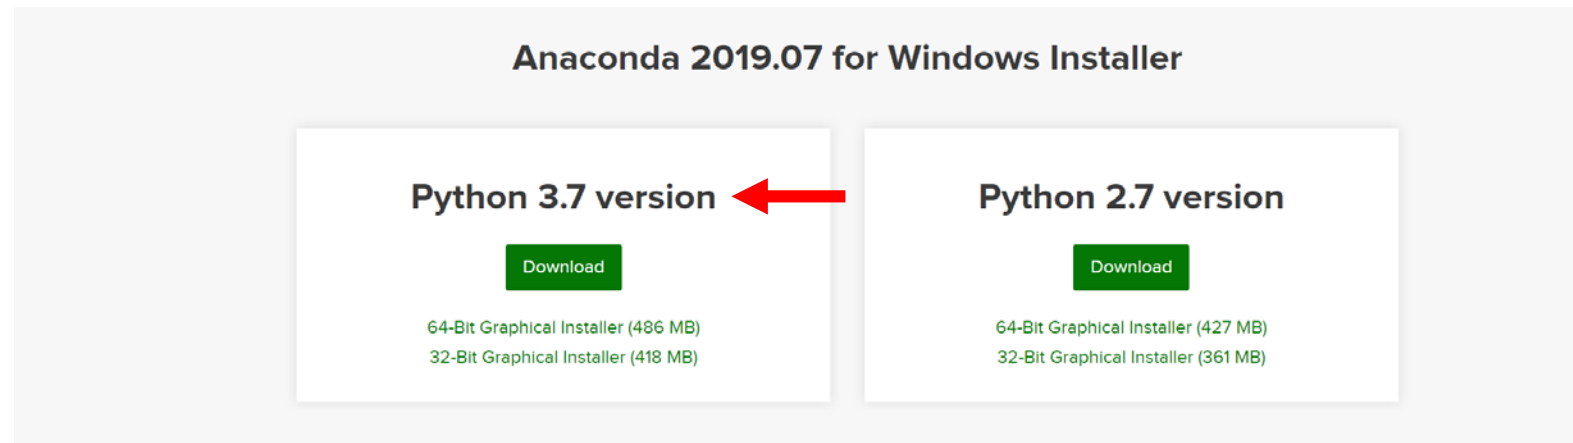 Anaconda 2019.07 for Windows Installer
Python 3.7 version
Download
64-Bit Graphical Installer (486 MB)
32-Bit Graphical Installer (418 MB)
Python 2.7 version
Download
64-Bit Graphical Installer (427 MB)
32-Bit Graphical Installer (361 MB)